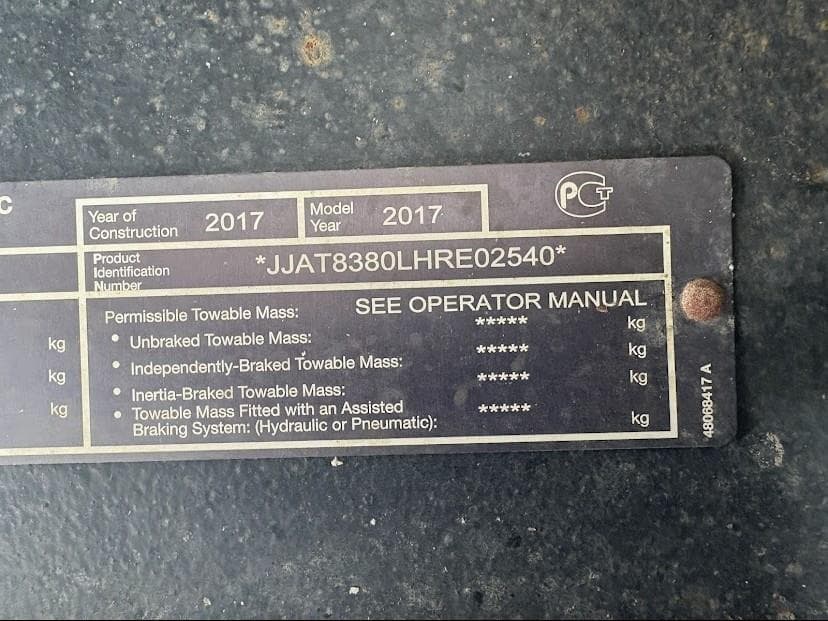 C
Year of
Construction 2017
Model
Year 2017
PCT
Product
Identification
Number
*JJAT8380LHRE02540*
Permissible Towable Mass: SEE OPERATOR MANUAL
• Unbraked Towable Mass: ***** kg
• Independently-Braked Towable Mass: ***** kg
• Inertia-Braked Towable Mass: ***** kg
• Towable Mass Fitted with an Assisted
Braking System: (Hydraulic or Pneumatic): ***** kg
kg
kg
kg
48068417 A